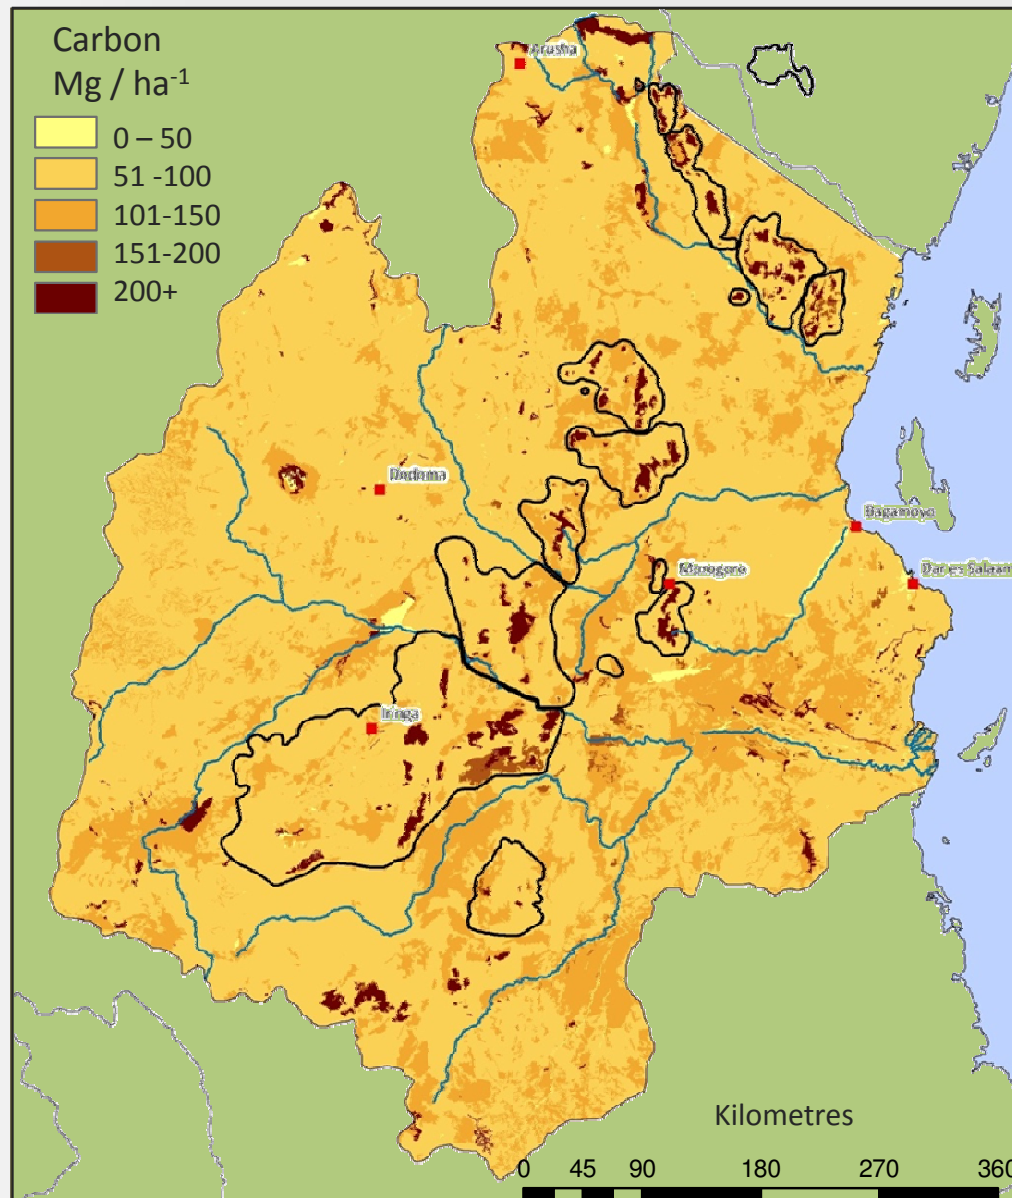 Carbon
Mg / ha-1
0 – 50
51 -100
101-150
151-200
200+
Arusha
Dodoma
Bagamoyo
Morogoro
Dar es Salaam
Iringa
Kilometres
0 45 90 180 270 360